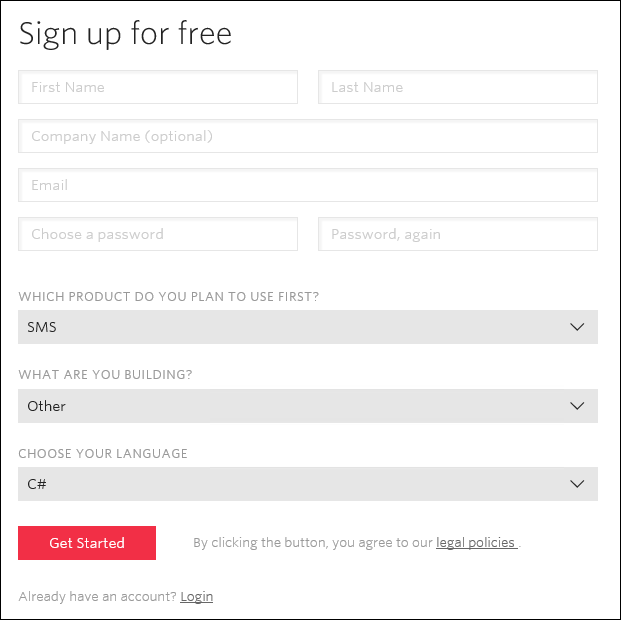 Sign up for free
First Name Last Name
Company Name (optional)
Email
Choose a password Password, again
WHICH PRODUCT DO YOU PLAN TO USE FIRST?
SMS
WHAT ARE YOU BUILDING?
Other
CHOOSE YOUR LANGUAGE
C#
Get Started By clicking the button, you agree to our legal policies .
Already have an account? Login